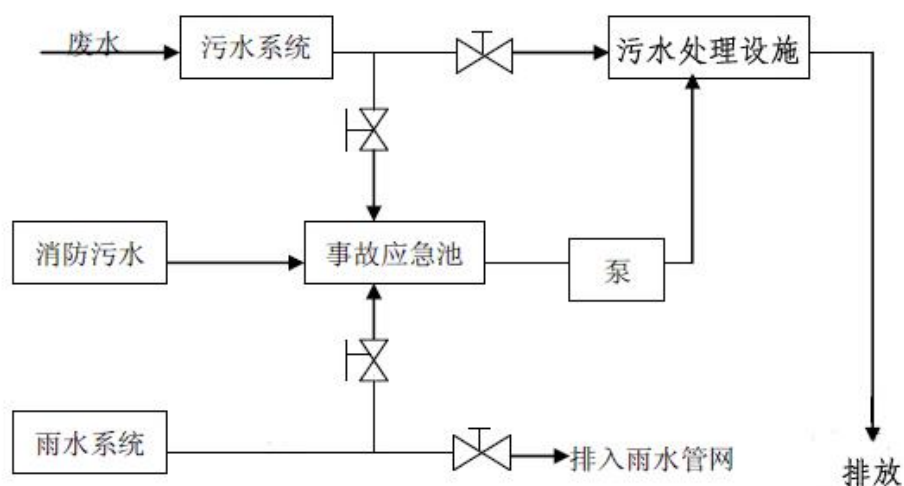 废水
污水系统
污水处理设施
消防污水
事故应急池
泵
雨水系统
排入雨水管网
排放